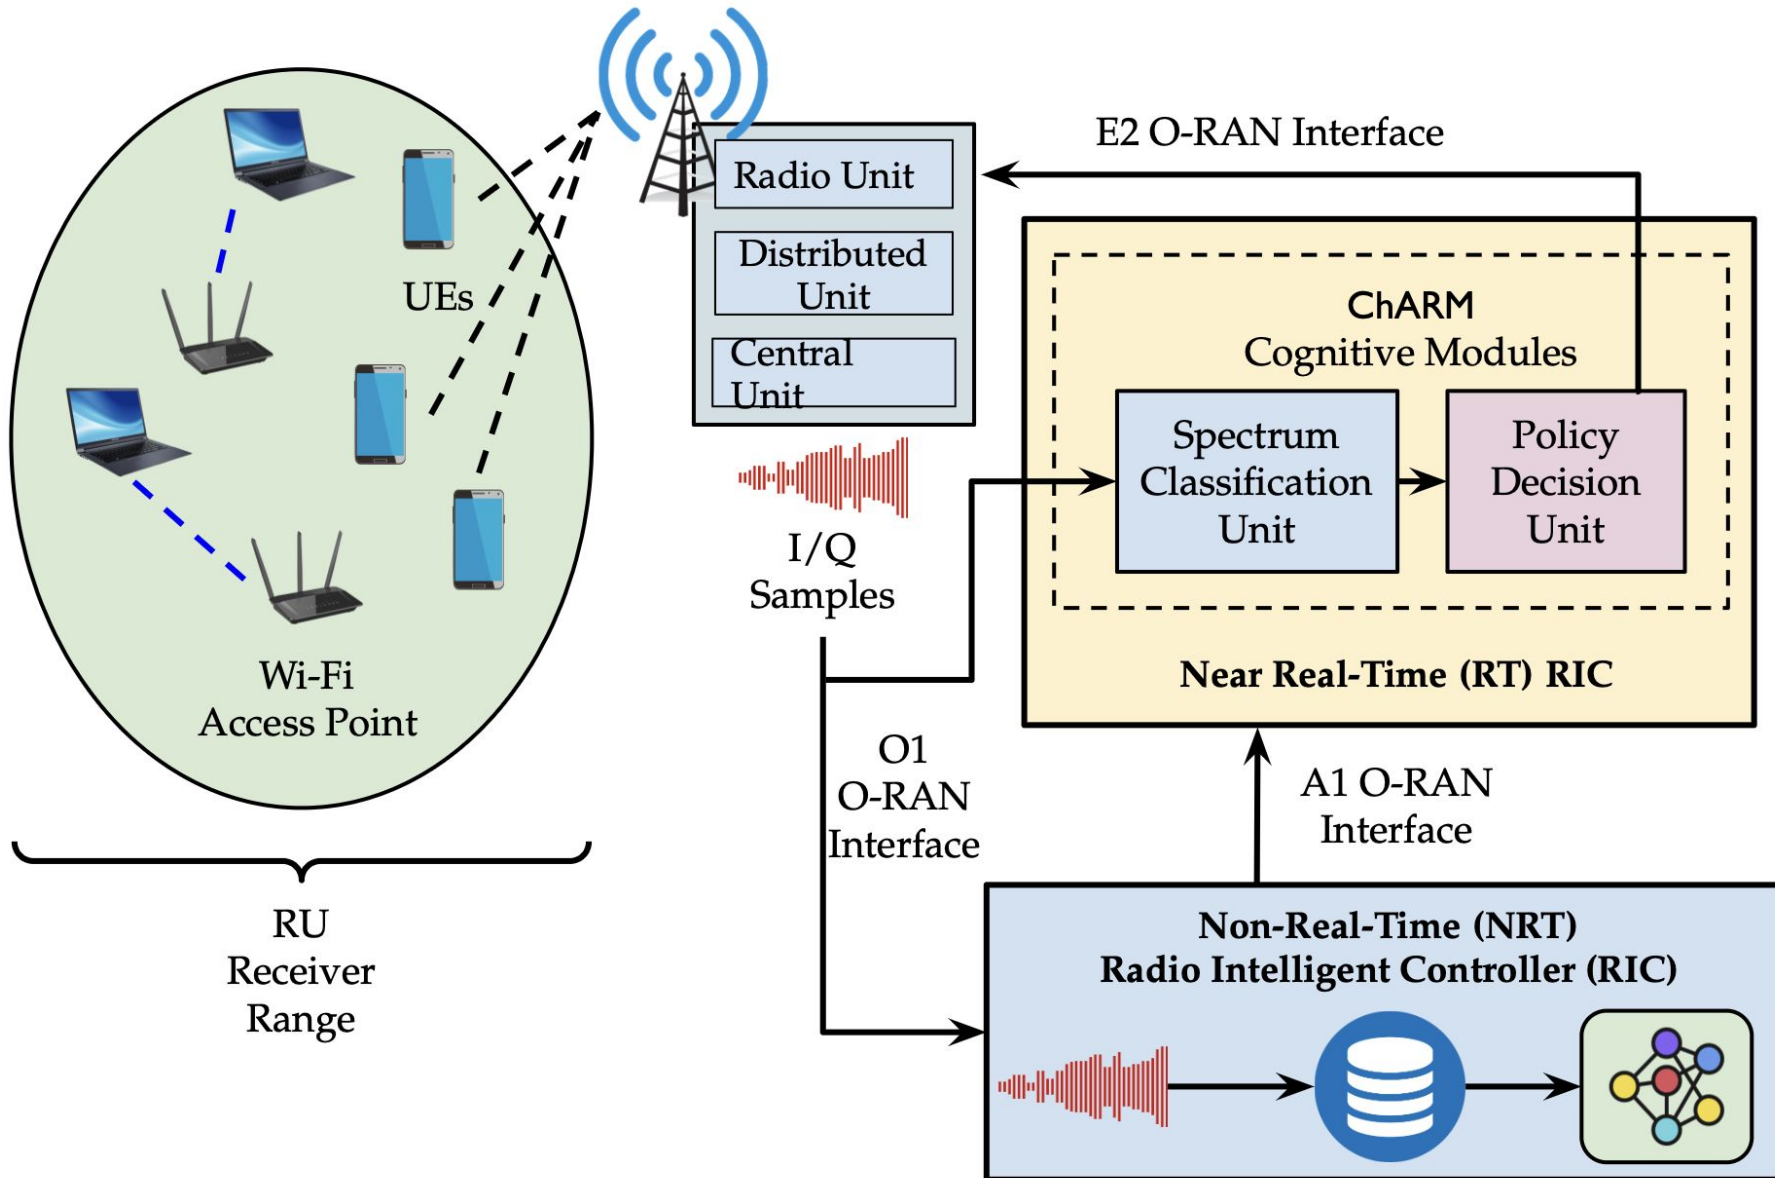 UEs
Wi-Fi
Access Point
RU
Receiver
Range
Radio Unit
Distributed
Unit
Central
Unit
I/Q
Samples
O1
O-RAN
Interface
E2 O-RAN Interface
ChARM
Cognitive Modules
Spectrum
Classification
Unit
Policy
Decision
Unit
Near Real-Time (RT) RIC
A1 O-RAN
Interface
Non-Real-Time (NRT)
Radio Intelligent Controller (RIC)